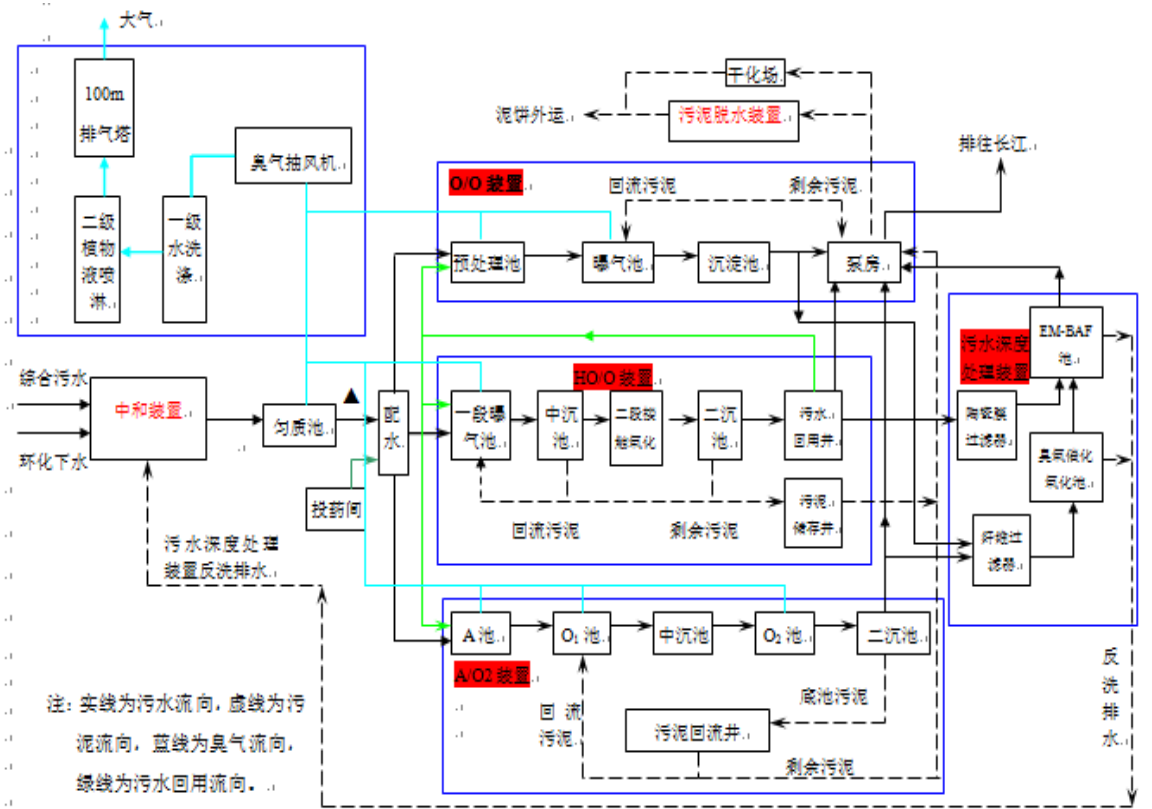 大气
100m
排气塔
臭气抽风机
二级
植物
液喷
淋
一级
水洗
涤
干化场
泥饼外运
污泥脱水装置
排往长江
O/O 装置
回流污泥
剩余污泥
预处理池
曝气池
沉淀池
泵房
综合污水
中和装置
环化下水
匀质池
▲
配
水
投药间
HO/O 装置
一段曝
气池
中沉
池
二段接
触氧化
二沉
池
污水
回用井
回流污泥
剩余污泥
污泥
储存井
污水深度
处理装置
EM-BAF
池
陶瓷膜
过滤器
臭氧催化
氧化池
纤维过
滤器
污水深度处理
装置反洗排水
A 池
O₁ 池
中沉池
O₂ 池
二沉池
A/O2 装置
回流
污泥
底池污泥
污泥回流井
剩余污泥
反
洗
排
水
注：实线为污水流向，虚线为污
泥流向，蓝线为臭气流向，
绿线为污水回用流向。